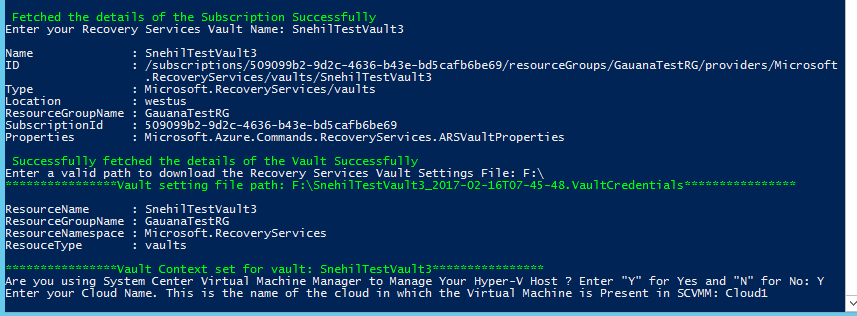 Fetched the details of the Subscription Successfully
Enter your Recovery Services Vault Name: SnehilTestVault3
Name : SnehilTestVault3
ID : /subscriptions/509099b2-9d2c-4636-b43e-bd5cafb6be69/resourceGroups/GauanaTestRG/providers/Microsoft
.RecoveryServices/vaults/SnehilTestVault3
Type : Microsoft.RecoveryServices/vaults
Location : westus
ResourceGroupName : GauanaTestRG
SubscriptionId : 509099b2-9d2c-4636-b43e-bd5cafb6be69
Properties : Microsoft.Azure.Commands.RecoveryServices.ARSVaultProperties
Successfully fetched the details of the Vault Successfully
Enter a valid path to download the Recovery Services Vault Settings File: F:\
****************Vault setting file path: F:\SnehilTestVault3_2017-02-16T07-45-48.VaultCredentials****************
ResourceName : SnehilTestVault3
ResourceGroupName : GauanaTestRG
ResourceNamespace : Microsoft.RecoveryServices
ResouceType : vaults
****************Vault Context set for vault: SnehilTestVault3****************
Are you using System Center Virtual Machine Manager to Manage Your Hyper-V Host ? Enter "Y" for Yes and "N" for No: Y
Enter your Cloud Name. This is the name of the cloud in which the Virtual Machine is Present in SCVMM: Cloud1